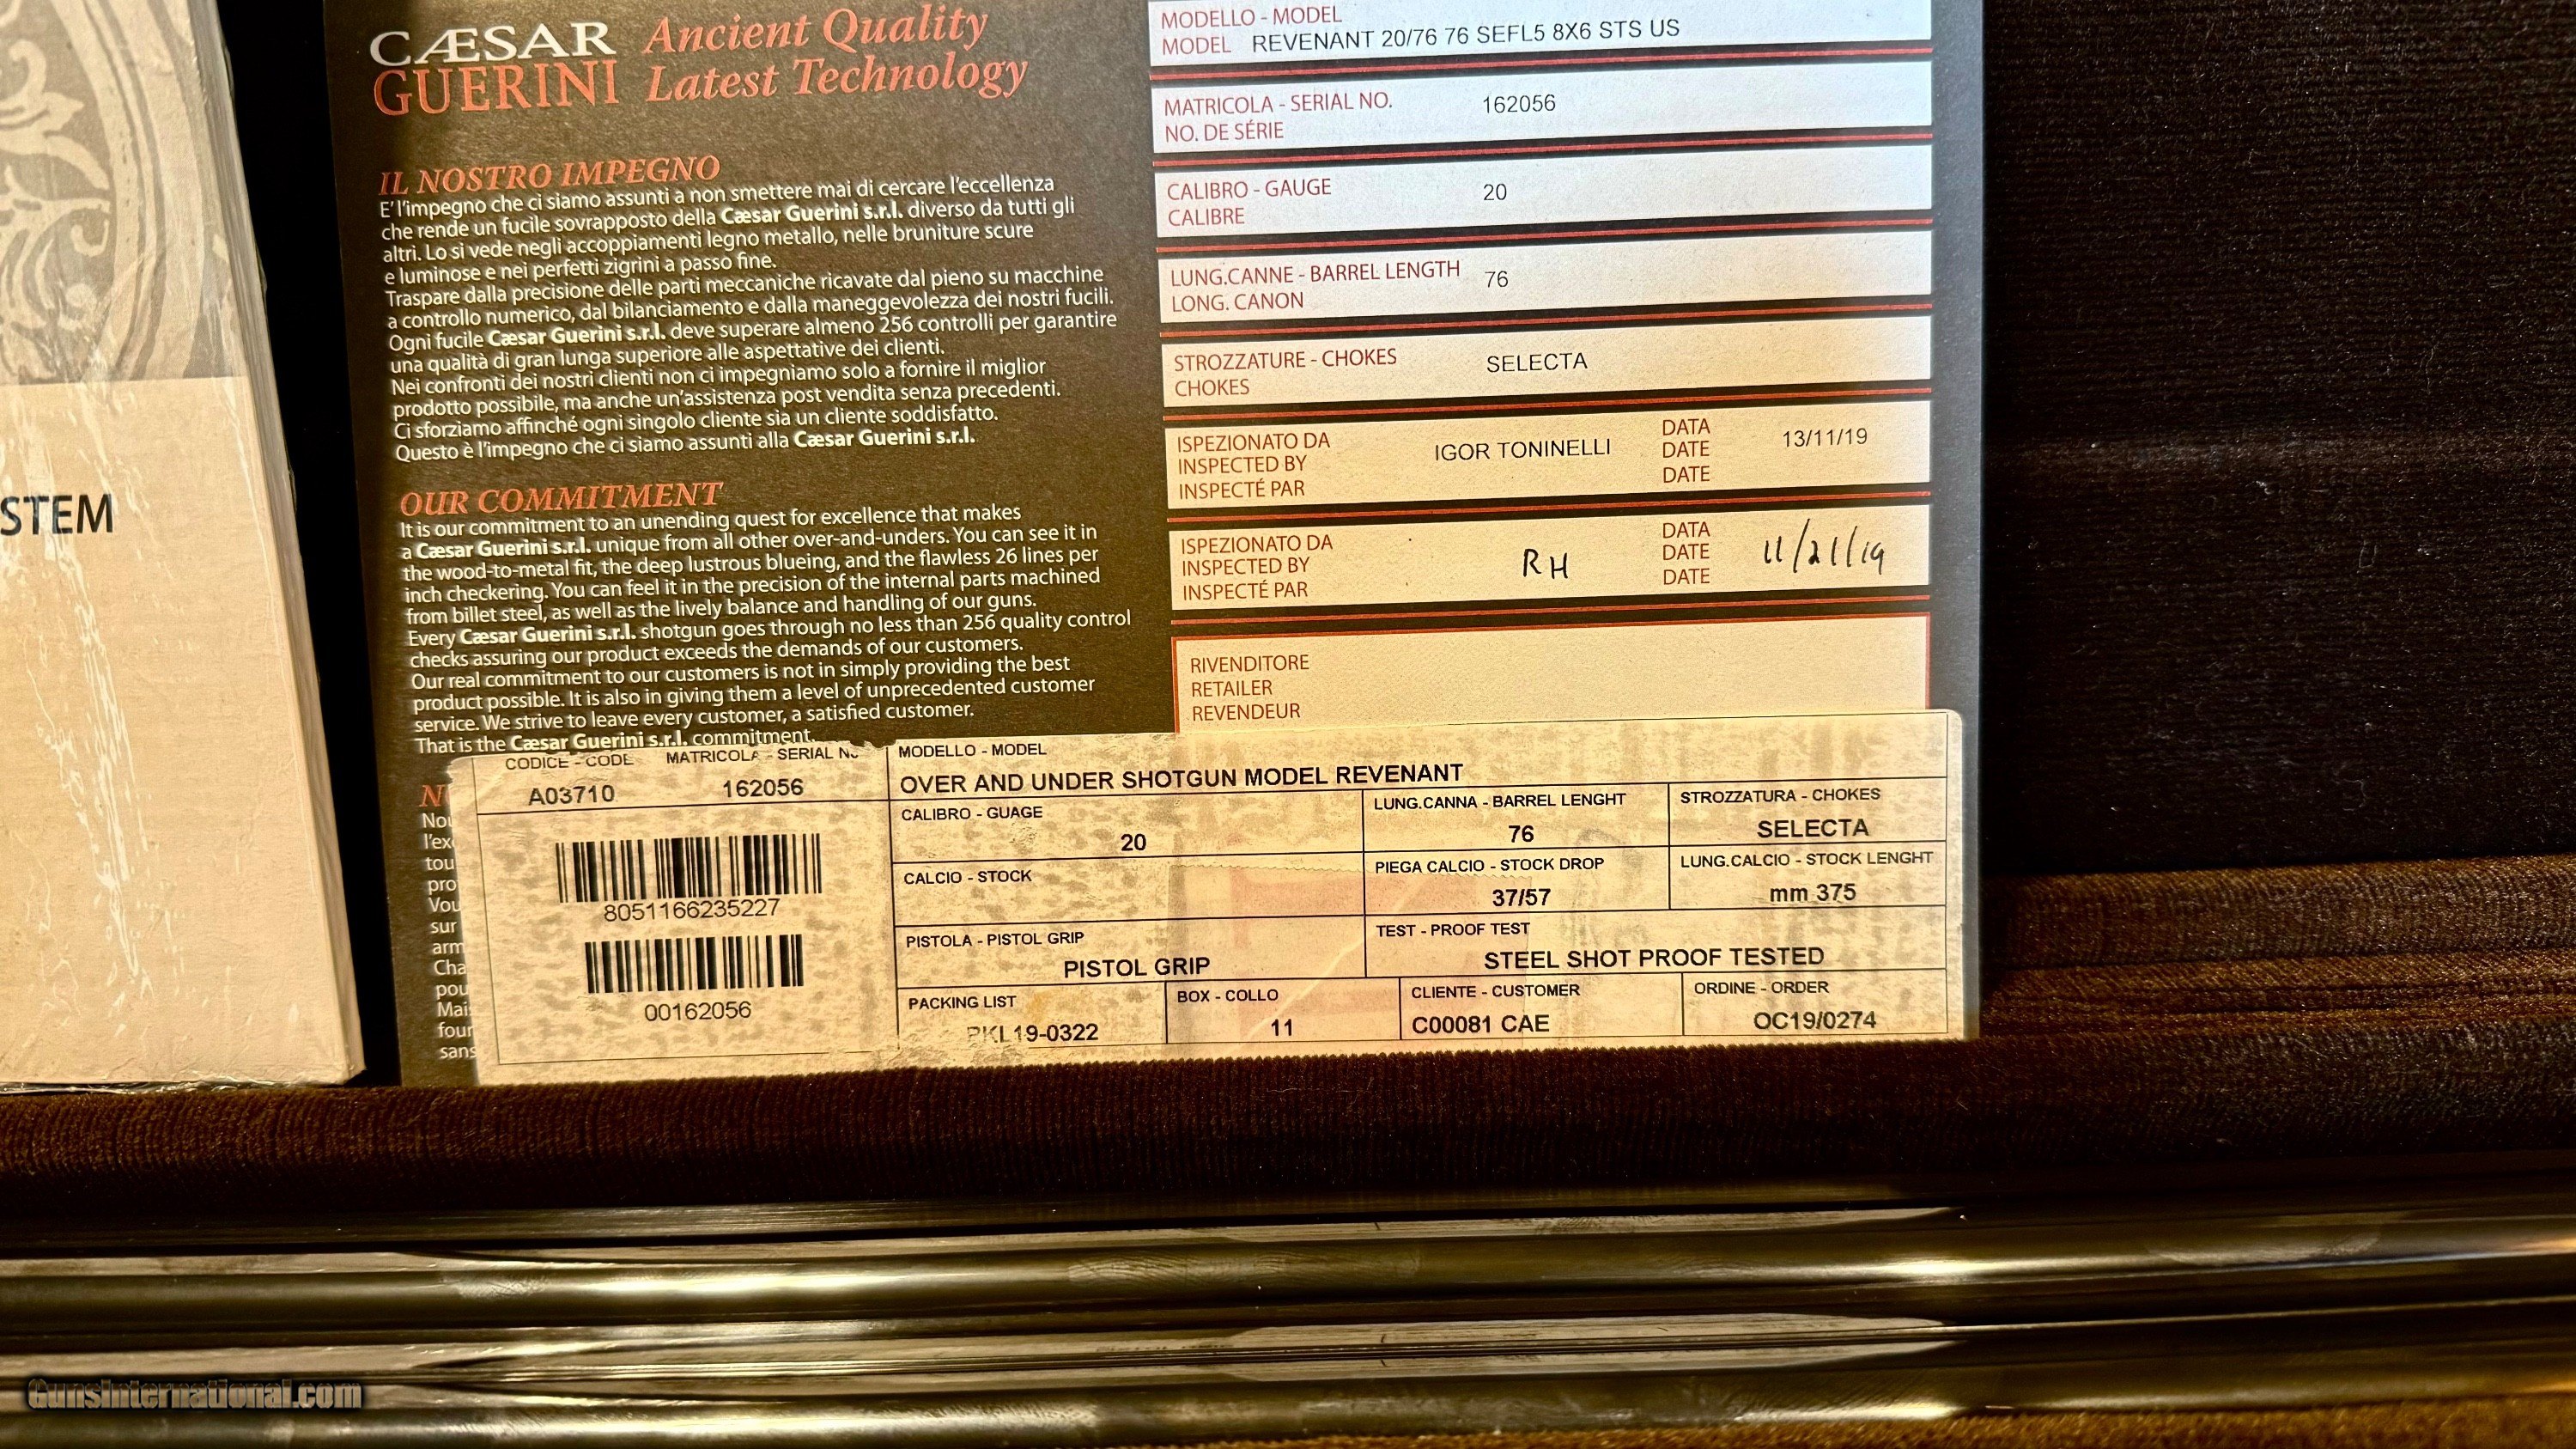 STEM
CÆSAR
GUERINI
Ancient Quality
Latest Technology
IL NOSTRO IMPEGNO
E' l'impegno che ci siamo assunti a non smettere mai di cercare l'eccellenza
che rende un fucile sovrapposto della Cæsar Guerini s.r.l. diverso da tutti gli
altri. Lo si vede negli accoppiamenti legno metallo, nelle bruniture scure
e luminose e nei perfetti zigrini a passo fine.
Traspare dalla precisione delle parti meccaniche ricavate dal pieno su macchine
a controllo numerico, dal bilanciamento e dalla maneggevolezza dei nostri fucili.
Ogni fucile Cæsar Guerini s.r.l. deve superare almeno 256 controlli per garantire
una qualità di gran lunga superiore alle aspettative dei clienti.
Nei confronti dei nostri clienti non ci impegniamo solo a fornire il miglior
prodotto possibile, ma anche un'assistenza post vendita senza precedenti.
Ci sforziamo affinché ogni singolo cliente sia un cliente soddisfatto.
Questo è l'impegno che ci siamo assunti alla Cæsar Guerini s.r.l.
OUR COMMITMENT
It is our commitment to an unending quest for excellence that makes
a Cæsar Guerini s.r.l. unique from all other over-and-unders. You can see it in
the wood-to-metal fit, the deep lustrous blueing, and the flawless 26 lines per
inch checkering. You can feel it in the precision of the internal parts machined
from billet steel, as well as the lively balance and handling of our guns.
Every Cæsar Guerini s.r.l. shotgun goes through no less than 256 quality control
checks assuring our product exceeds the demands of our customers.
Our real commitment to our customers is not in simply providing the best
product possible. It is also in giving them a level of unprecedented customer
service. We strive to leave every customer, a satisfied customer.
That is the Cæsar Guerini s.r.l. commitment.
Nou
l'ex
tou
pro
Vou
sur
arm
Cha
pou
Mai
four
sans
MODELLO - MODEL
MODEL REVENANT 20/76 76 SEFL5 8X6 STS US
MATRICOLA - SERIAL NO. 162056
NO. DE SÉRIE
CALIBRO - GAUGE 20
CALIBRE
LUNG.CANNE - BARREL LENGTH 76
LONG. CANON
STROZZATURE - CHOKES SELECTA
CHOKES
ISPEZIONATO DA
INSPECTED BY
INSPECTÉ PAR
IGOR TONINELLI
DATA
DATE
DATE
13/11/19
ISPEZIONATO DA
INSPECTED BY
INSPECTÉ PAR
RH
DATA
DATE
DATE
11/21/19
RIVENDITORE
RETAILER
REVENDEUR
CODICE - CODE MATRICOLA - SERIAL
A03710 162056
8051166235227
00162056
MODELLO - MODEL
OVER AND UNDER SHOTGUN MODEL REVENANT
CALIBRO - GUAGE
20
LUNG.CANNA - BARREL LENGHT
76
STROZZATURA - CHOKES
SELECTA
CALCIO - STOCK
PIEGA CALCIO - STOCK DROP
37/57
LUNG.CALCIO - STOCK LENGHT
mm 375
PISTOLA - PISTOL GRIP
PISTOL GRIP
TEST - PROOF TEST
STEEL SHOT PROOF TESTED
PACKING LIST
PKL19-0322
BOX - COLLO
11
CLIENTE - CUSTOMER
C00081 CAE
ORDINE - ORDER
OC19/0274
GunsInternational.com